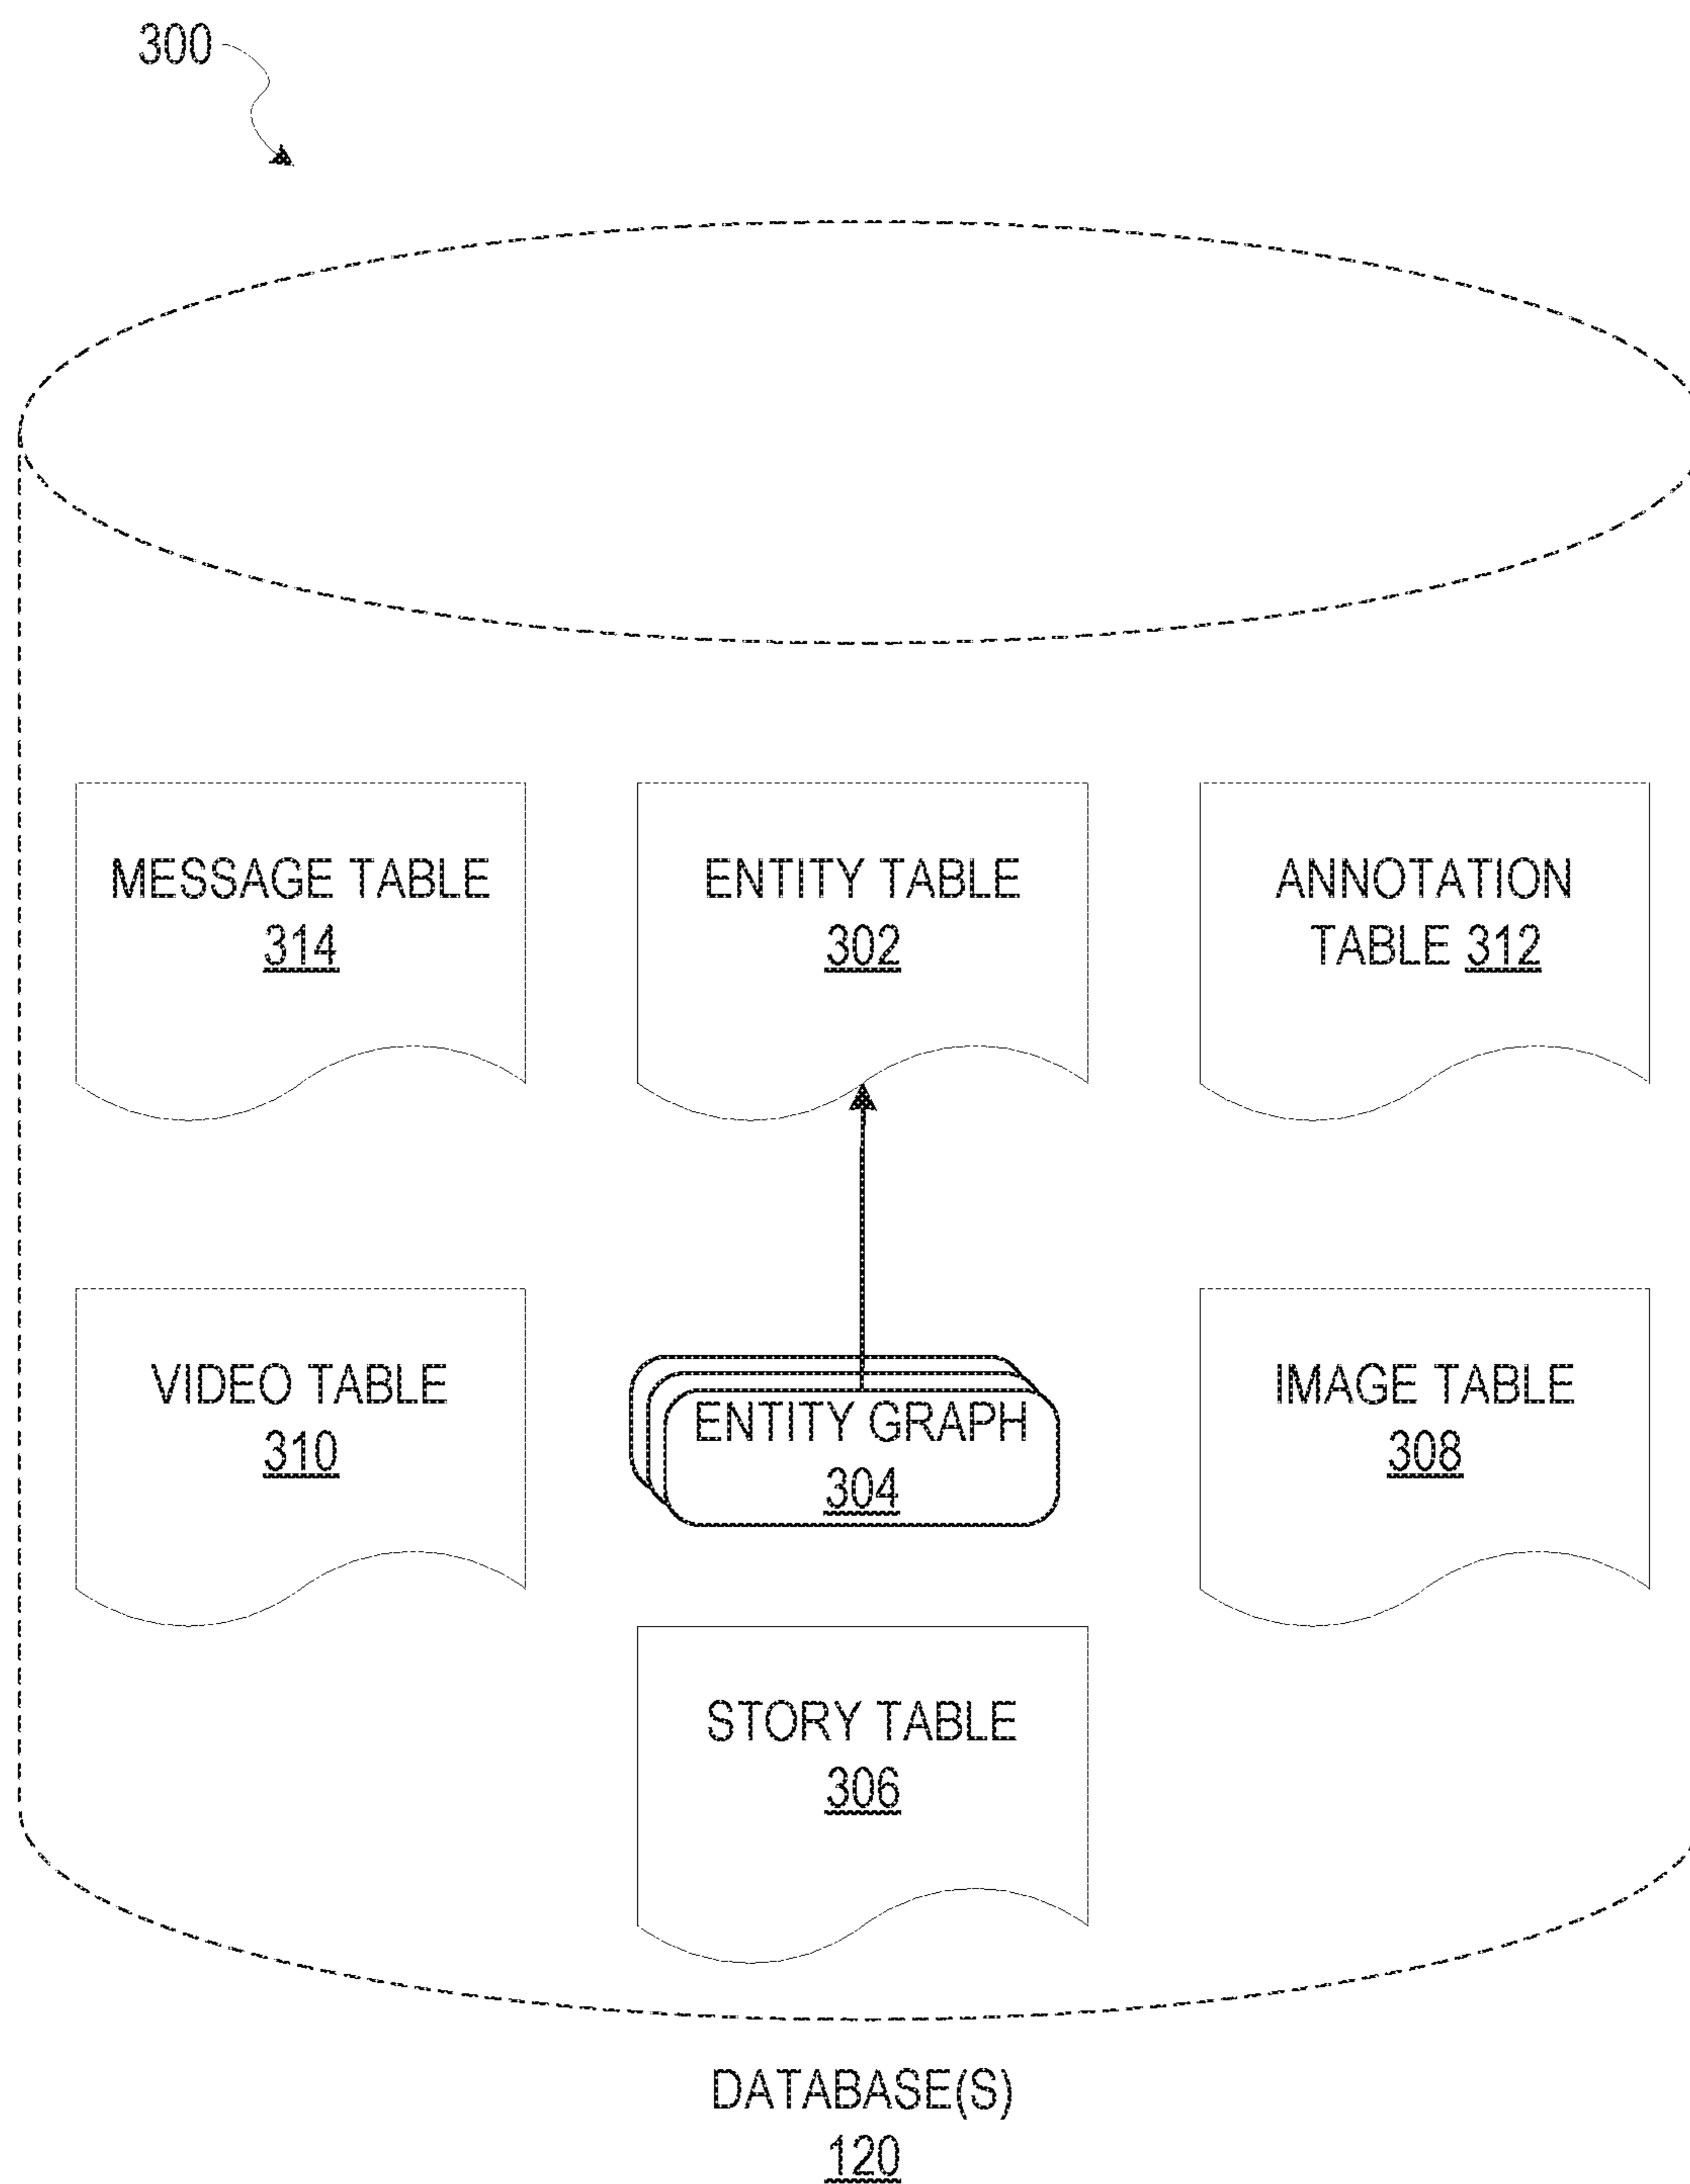 300
MESSAGE TABLE
314
ENTITY TABLE
302
ANNOTATION
TABLE 312
VIDEO TABLE
310
ENTITY GRAPH
304
IMAGE TABLE
308
STORY TABLE
306
DATABASE(S)
120